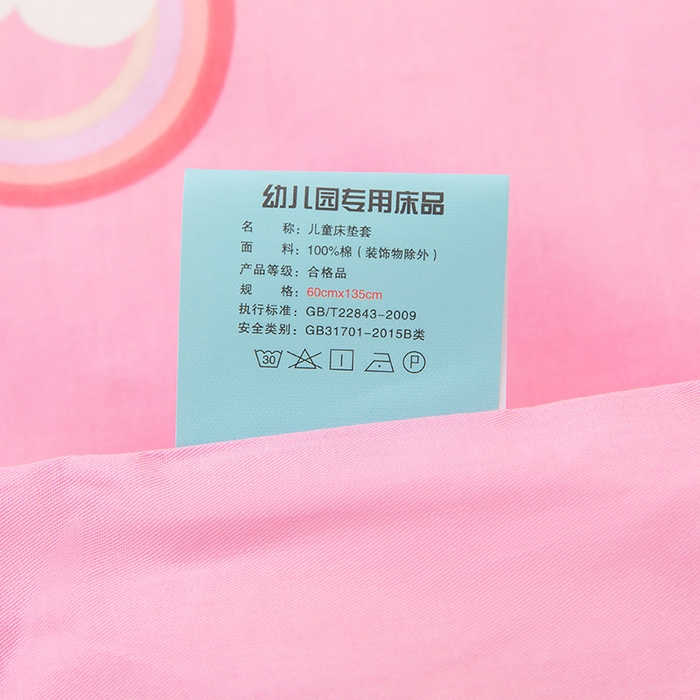 幼儿园专用床品
名 称：儿童床垫套
面 料：100%棉（装饰物除外）
产品等级：合格品
规 格：60cmx135cm
执行标准：GB/T22843-2009
安全类别：GB31701-2015B类
30 P